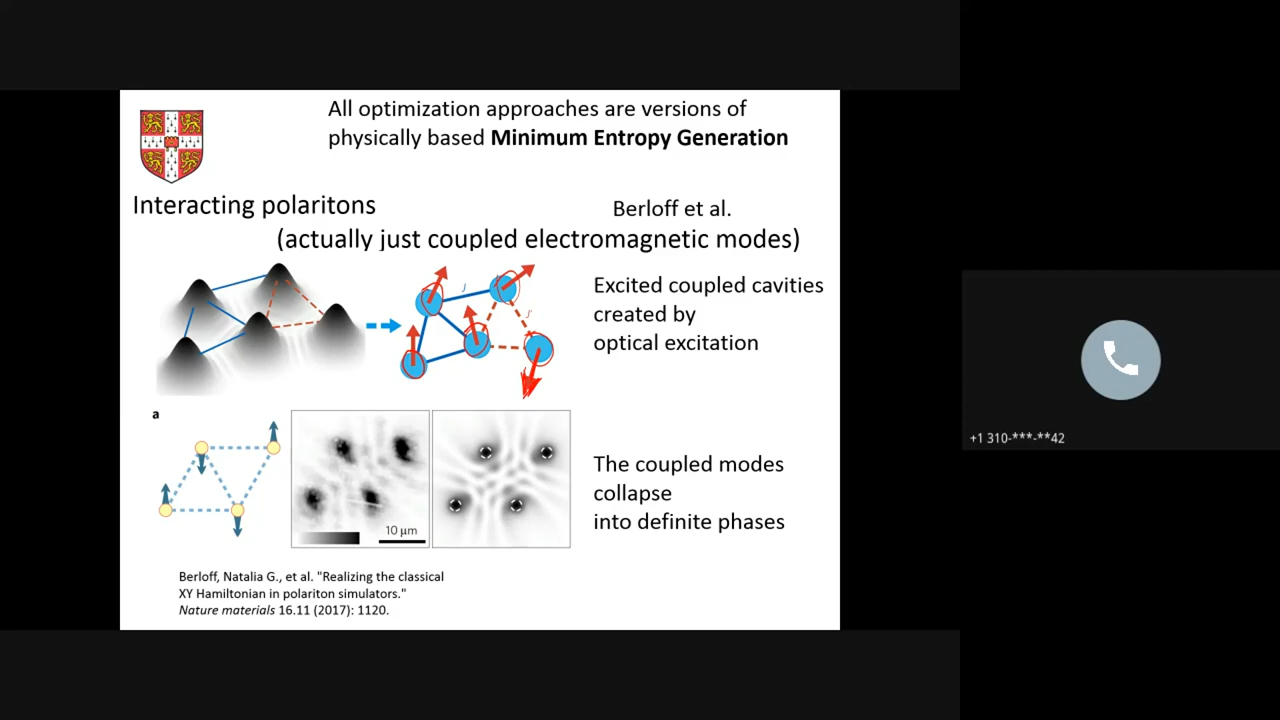 All optimization approaches are versions of
physically based Minimum Entropy Generation
Interacting polaritons
Berloff et al.
(actually just coupled electromagnetic modes)
J
J'
Excited coupled cavities
created by
optical excitation
a
10 μm
The coupled modes
collapse
into definite phases
Berloff, Natalia G., et al. "Realizing the classical
XY Hamiltonian in polariton simulators."
Nature materials 16.11 (2017): 1120.
+1 310-***-**42